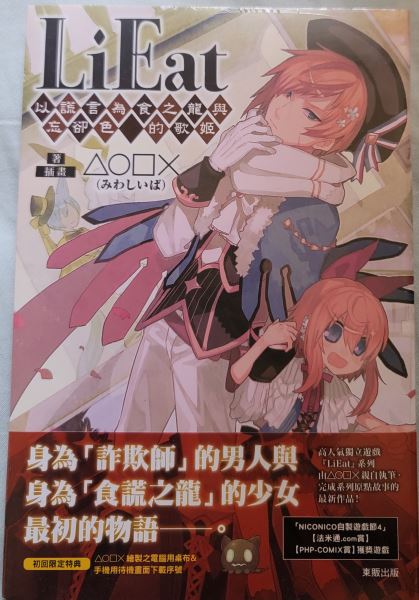 LiEat
以謊言為食之龍與
忘卻色 的歌姬
著
插畫
△○□×
(みわしいば)
身為「詐欺師」的男人與
身為「食謊之龍」的少女
最初的物語——。
高人氣獨立遊戲
『LiEat』系列
由△○□×親自執筆,
完成系列原點故事的
最新作品!
「NICONICO自製遊戲節4」
【法米通.com賞】
【PHP-COMIX賞】獲獎遊戲
初回限定特典
△○□×繪製之電腦用桌布&
手機用待機畫面下載序號
東販出版